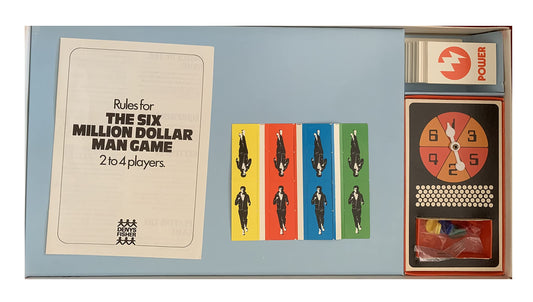 Rules for
THE SIX
MILLION DOLLAR
MAN GAME
2 to 4 players.
DENYS
FISHER
POWER
6 3
4 5
2